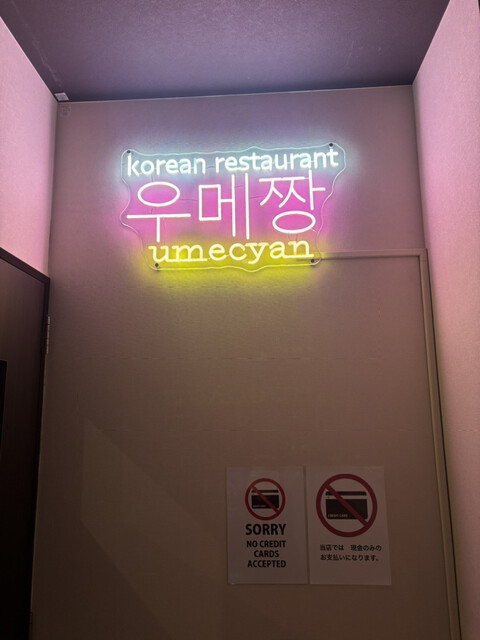 korean restaurant
우메짱
umecyan
SORRY
NO CREDIT
CARDS
ACCEPTED
当店では 現金のみの
お支払いになります。